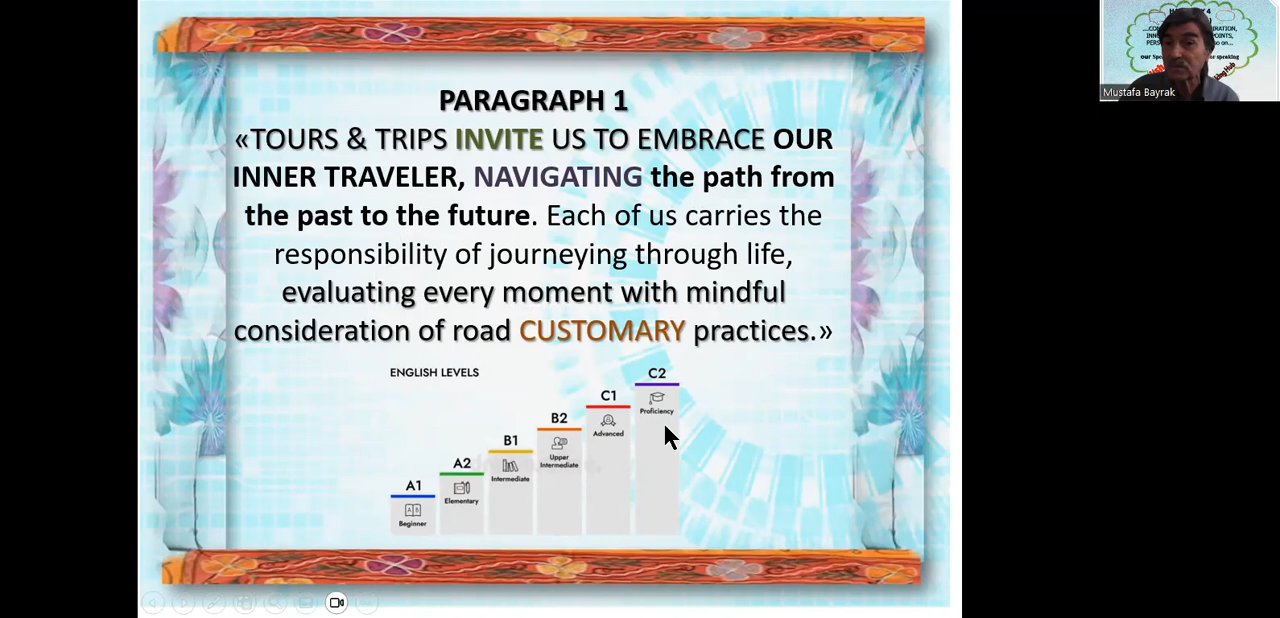 PARAGRAPH 1
«TOURS & TRIPS INVITE US TO EMBRACE OUR
INNER TRAVELER, NAVIGATING the path from
the past to the future. Each of us carries the
responsibility of journeying through life,
evaluating every moment with mindful
consideration of road CUSTOMARY practices.»
ENGLISH LEVELS
A1
Beginner
A2
Elementary
B1
Intermediate
B2
Upper
Intermediate
C1
Advanced
C2
Proficiency
Mustafa Bayrak